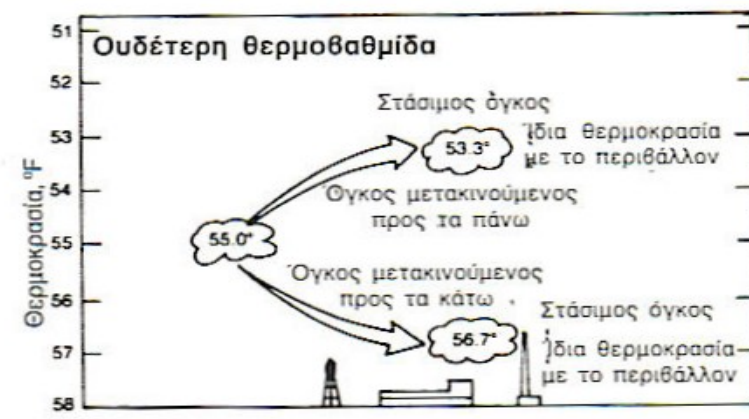 Ουδέτερη θερμοβαθμίδα
Θερμοκρασία, ºF
51
52
53
54
55
56
57
58
Στάσιμος όγκος
53.3°
Ίδια θερμοκρασία
με το περιβάλλον
Όγκος μετακινούμενος
προς τα πάνω
55.0°
Όγκος μετακινούμενος
προς τα κάτω
Στάσιμος όγκος
56.7°
Ίδια θερμοκρασία
με το περιβάλλον